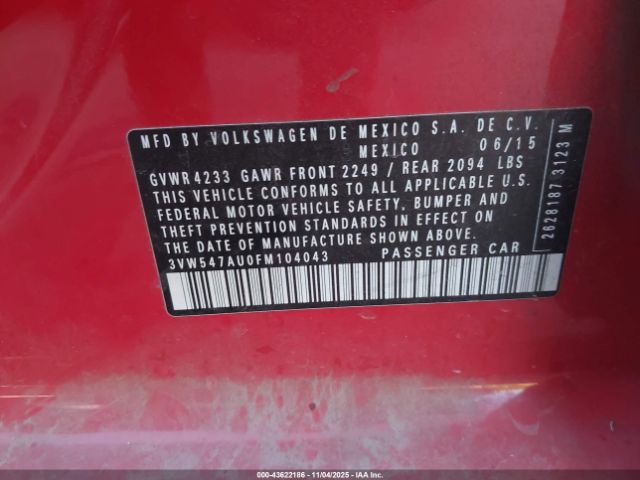 MFD BY VOLKSWAGEN DE MEXICO S.A. DE C.V.
MEXICO 06/15
GVWR 4233 GAWR FRONT 2249 / REAR 2094 LBS
THIS VEHICLE CONFORMS TO ALL APPLICABLE U.S.
FEDERAL MOTOR VEHICLE SAFETY, BUMPER AND
THEFT PREVENTION STANDARDS IN EFFECT ON
THE DATE OF MANUFACTURE SHOWN ABOVE.
3VW547AU0FM104043 PASSENGER CAR
2628187 3123 M
000-43622186 - 11/04/2025 - IAAI.CA